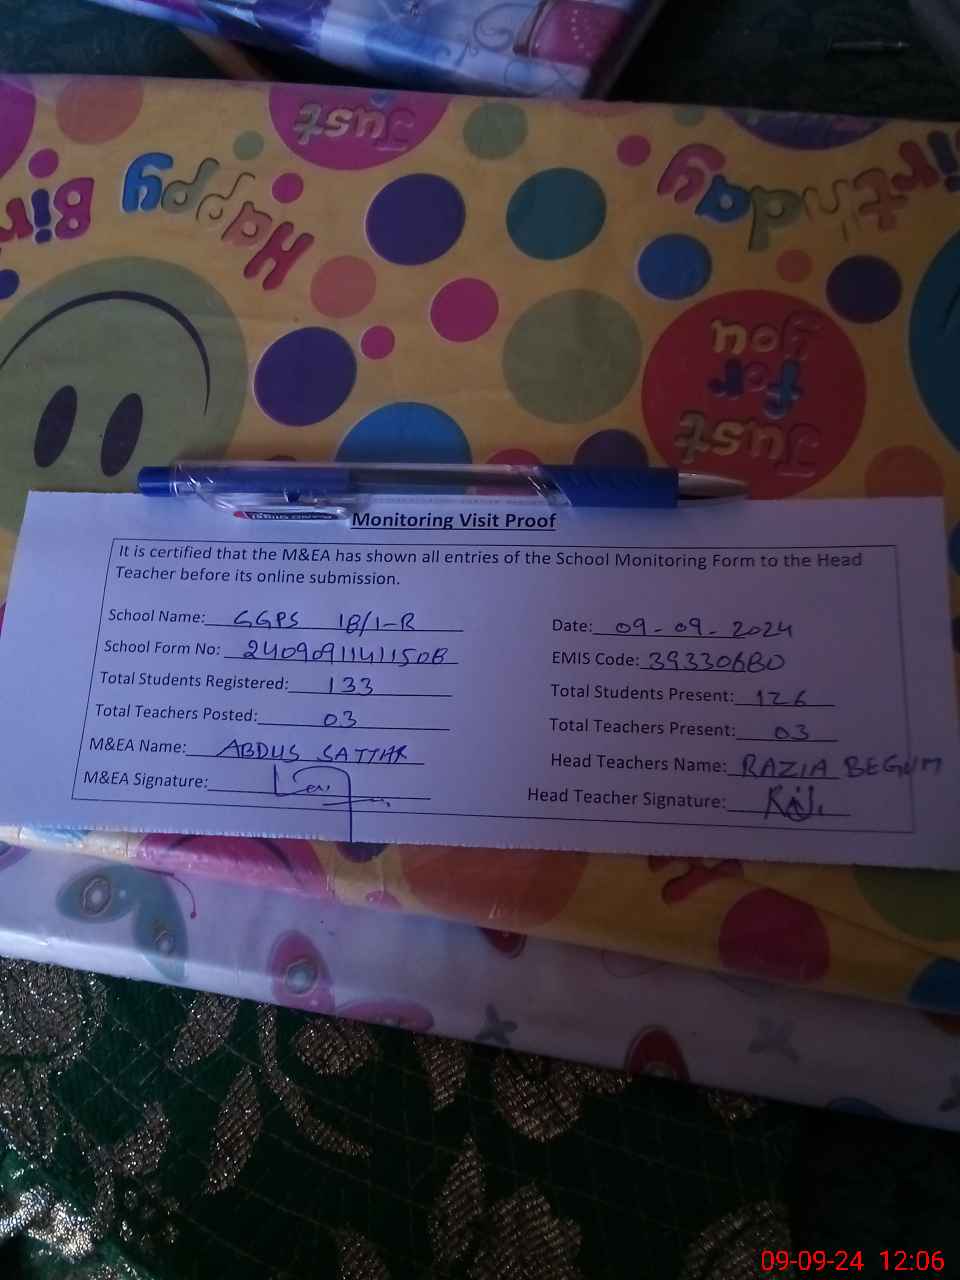 Just
Happy
Birthday
Bir
Just
for
you
Monitoring Visit Proof
It is certified that the M&EA has shown all entries of the School Monitoring Form to the Head
Teacher before its online submission.
School Name: GGPS 18/1-R
Date: 09-09-2024
School Form No:
EMIS Code: 39330680
Total Students Registered: 133
Total Students Present: 126
Total Teachers Posted: 03
Total Teachers Present: 03
M&EA Name: ABDUS SATTAR
Head Teachers Name: RAZIA BEGUM
M&EA Signature:
Head Teacher Signature:
09-09-24 12:06